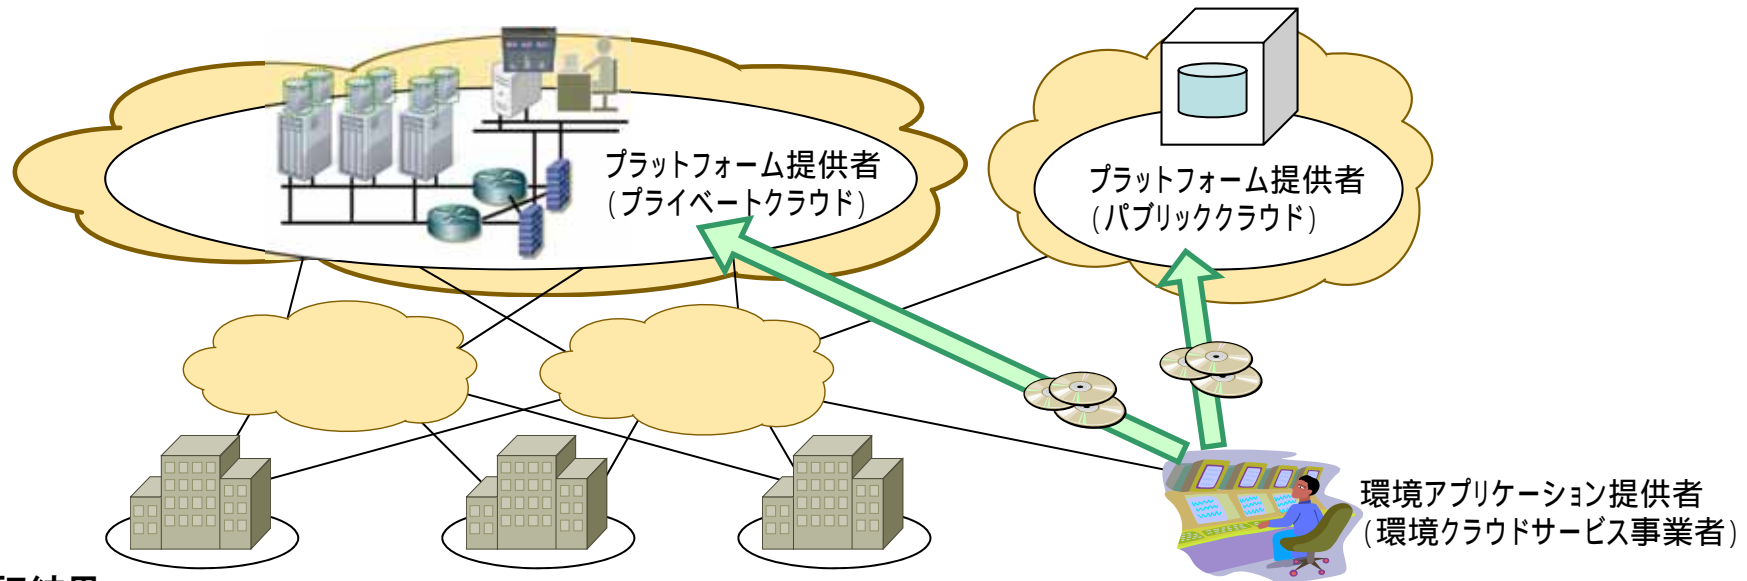 プラットフォーム提供者
(プライベートクラウド)
プラットフォーム提供者
(パブリッククラウド)
環境アプリケーション提供者
(環境クラウドサービス事業者)